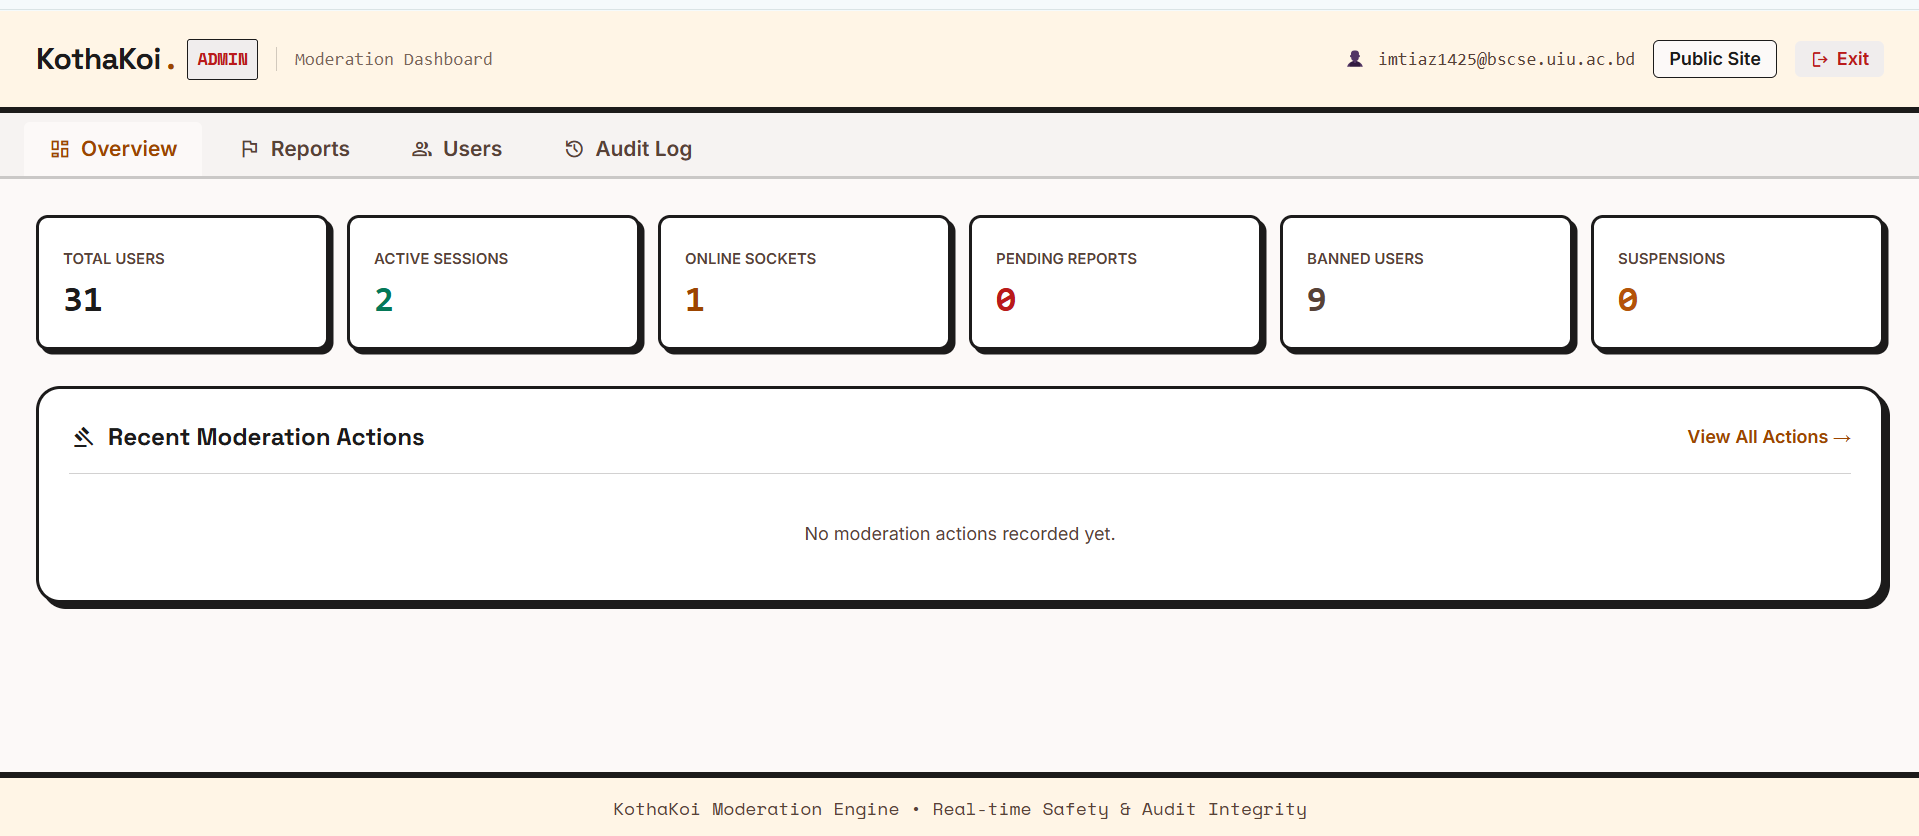 KothaKoi.
ADMIN
Moderation Dashboard
imtiaz1425@bscse.uiu.ac.bd
Public Site
Exit
Overview
Reports
Users
Audit Log
TOTAL USERS
31
ACTIVE SESSIONS
2
ONLINE SOCKETS
1
PENDING REPORTS
0
BANNED USERS
9
SUSPENSIONS
0
Recent Moderation Actions
View All Actions →
No moderation actions recorded yet.
KothaKoi Moderation Engine • Real-time Safety & Audit Integrity